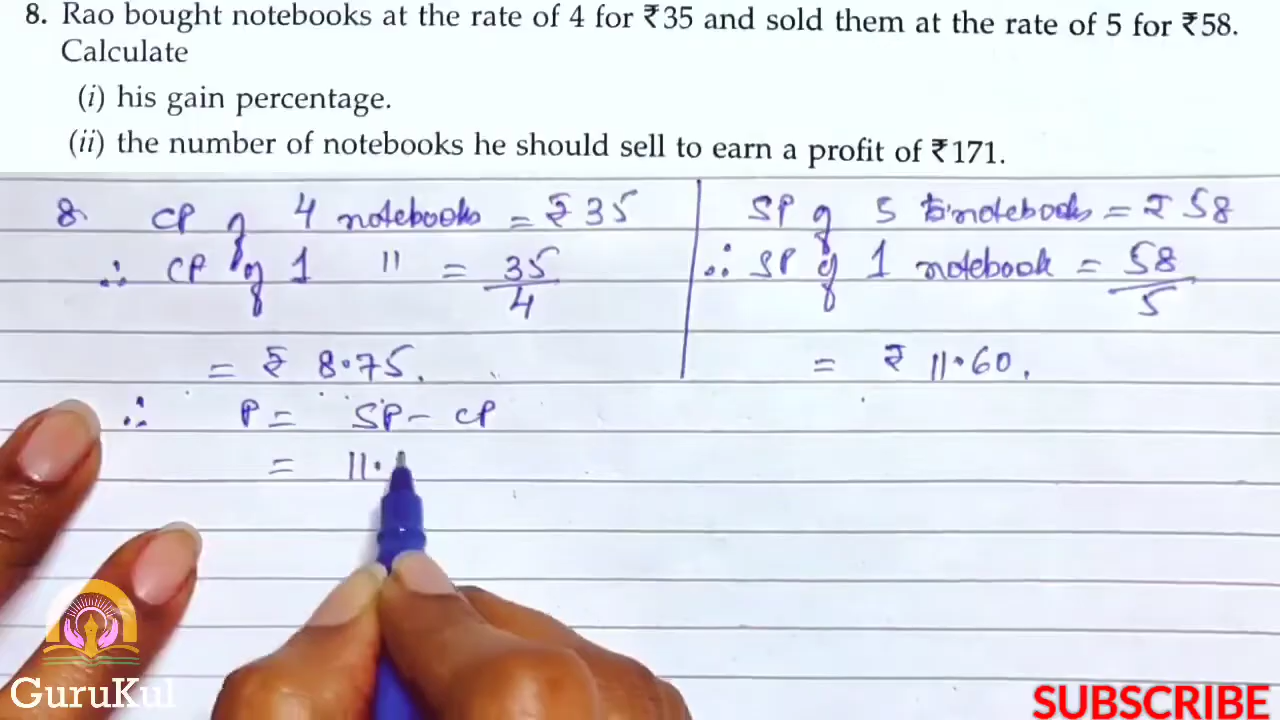 8. Rao bought notebooks at the rate of 4 for ₹35 and sold them at the rate of 5 for ₹58.
Calculate
(i) his gain percentage.
(ii) the number of notebooks he should sell to earn a profit of ₹171.
8 CP of 4 notebooks = ₹ 35
∴ CP of 1 " = 35/4
= ₹ 8.75.
SP of 5 notebooks = ₹ 58
∴ SP of 1 notebook = 58/5
= ₹ 11.60.
∴ P = SP - CP
= 11.
GuruKul
SUBSCRIBE